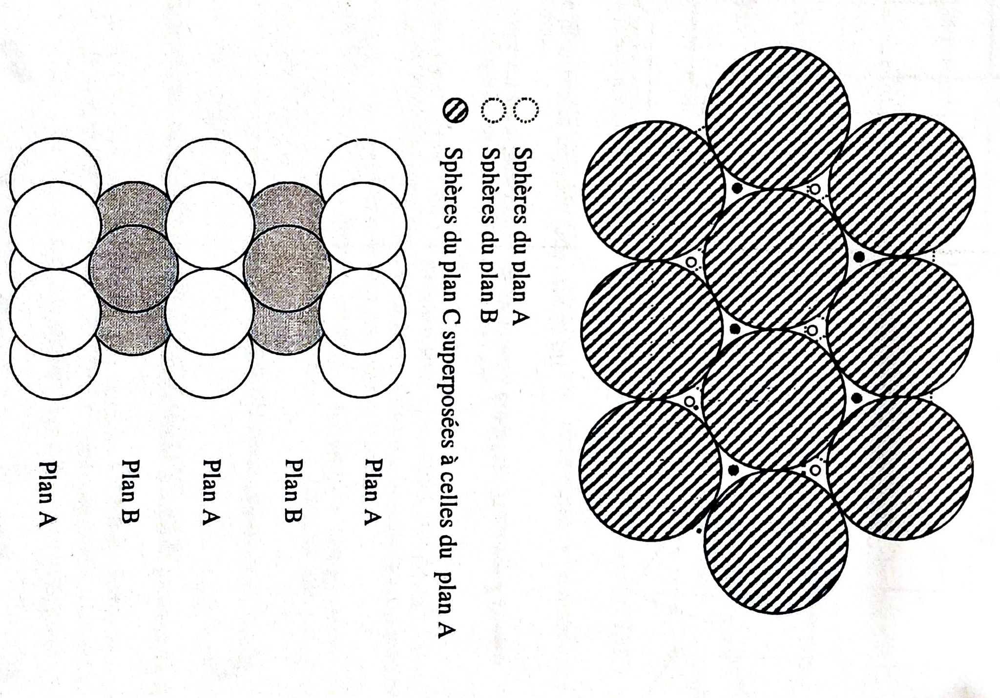 Sphères du plan A
Sphères du plan B
Sphères du plan C superposées à celles du plan A
Plan A
Plan B
Plan A
Plan B
Plan A